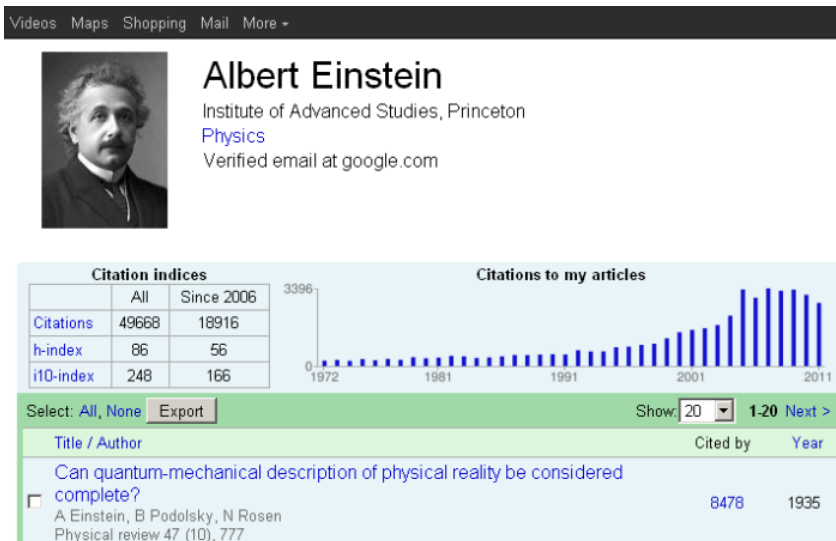 Videos Maps Shopping Mail More
Albert Einstein
Institute of Advanced Studies, Princeton
Physics
Verified email at google.com
Citation indices
All Since 2006
Citations 49668 18916
h-index 86 56
i10-index 248 166
Citations to my articles
3396
0
1972 1981 1991 2001 2011
Select: All, None Export Show: 20 1-20 Next >
Title / Author Cited by Year
Can quantum-mechanical description of physical reality be considered
complete? 8478 1935
A Einstein, B Podolsky, N Rosen
Physical review 47 (10), 777